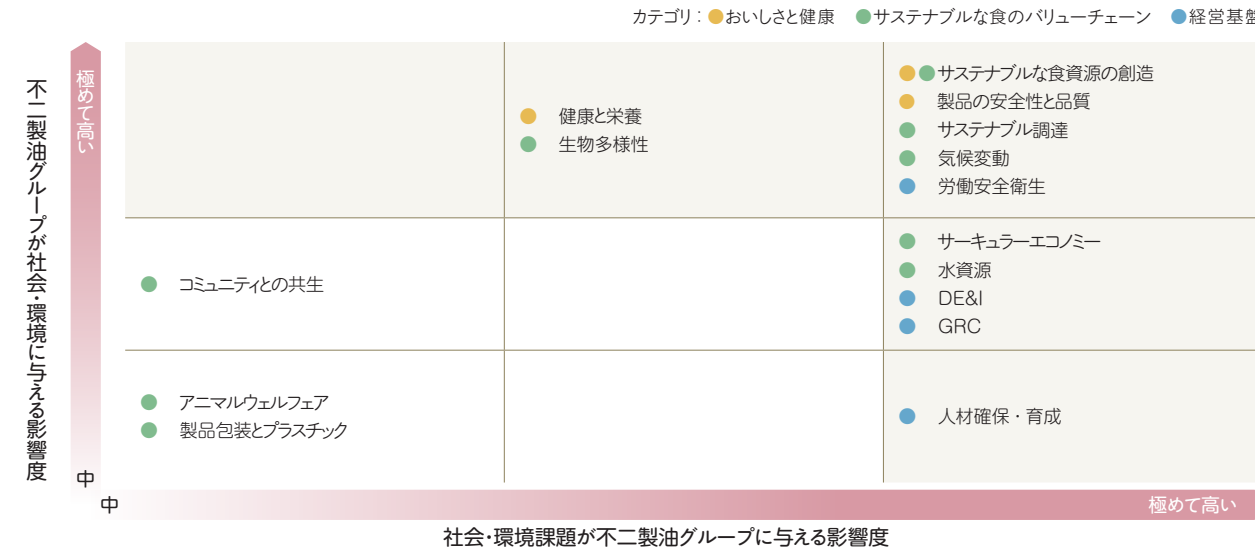 カテゴリ：●おいしさと健康 ●サステナブルな食のバリューチェーン ●経営基盤
不二製油グループが社会・環境に与える影響度
極めて高い
健康と栄養
生物多様性
サステナブルな食資源の創造
製品の安全性と品質
サステナブル調達
気候変動
労働安全衛生
コミュニティとの共生
サーキュラーエコノミー
水資源
DE&I
GRC
アニマルウェルフェア
製品包装とプラスチック
人材確保・育成
中
中
極めて高い
社会・環境課題が不二製油グループに与える影響度